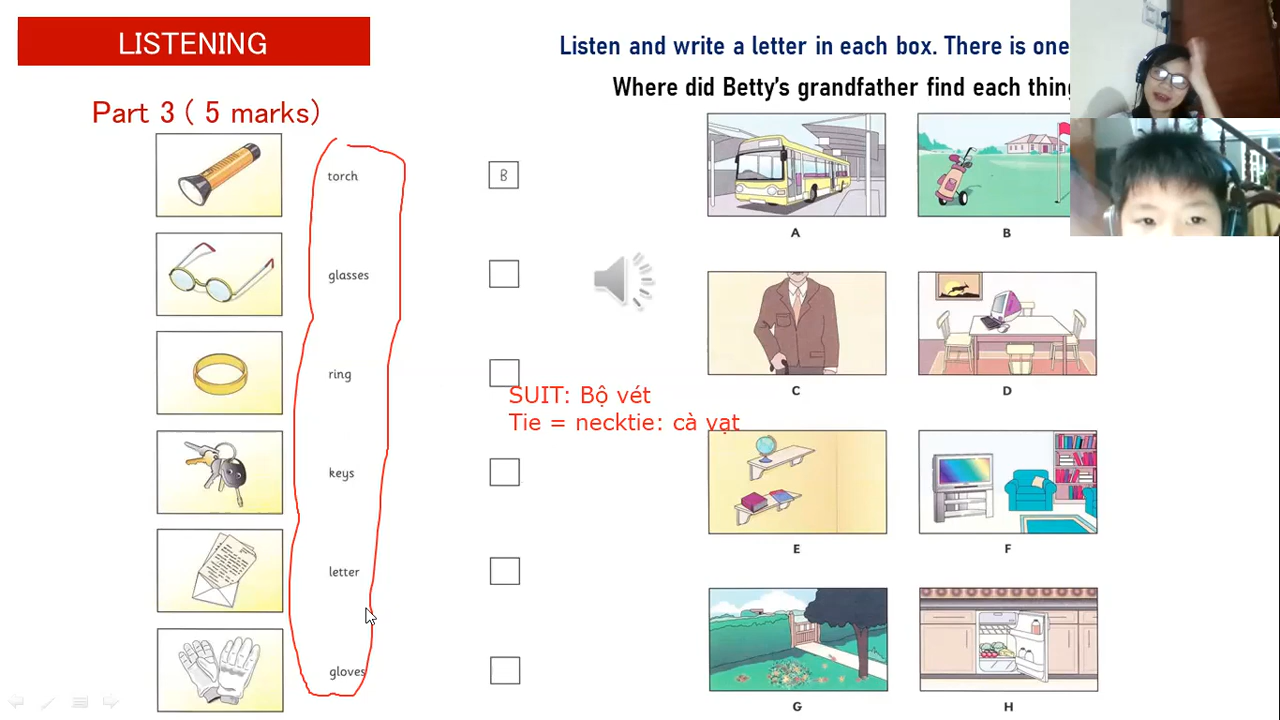 LISTENING
Listen and write a letter in each box. There is one
Where did Betty's grandfather find each thing
Part 3 ( 5 marks)
torch
B
glasses
ring
keys
letter
gloves
SUIT: Bộ vét
Tie = necktie: cà vạt
A
B
C
D
E
F
G
H